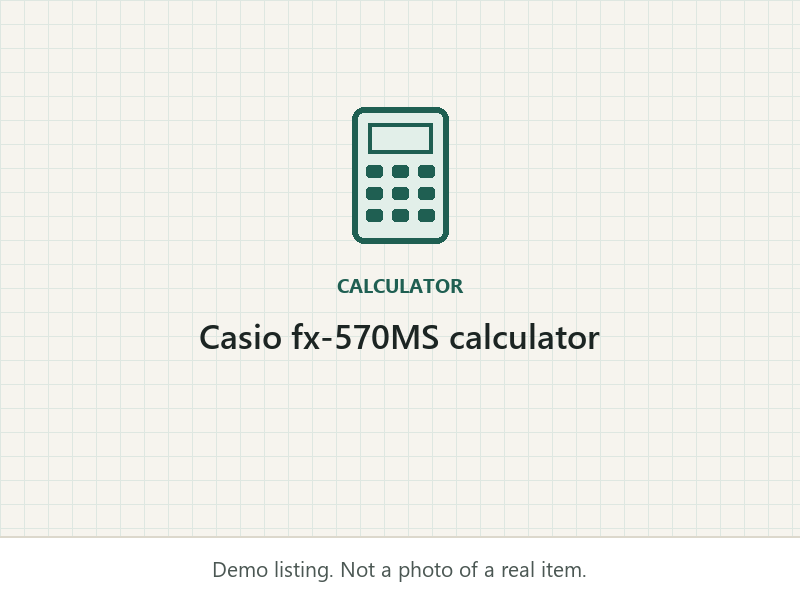 CALCULATOR
Casio fx-570MS calculator
Demo listing. Not a photo of a real item.